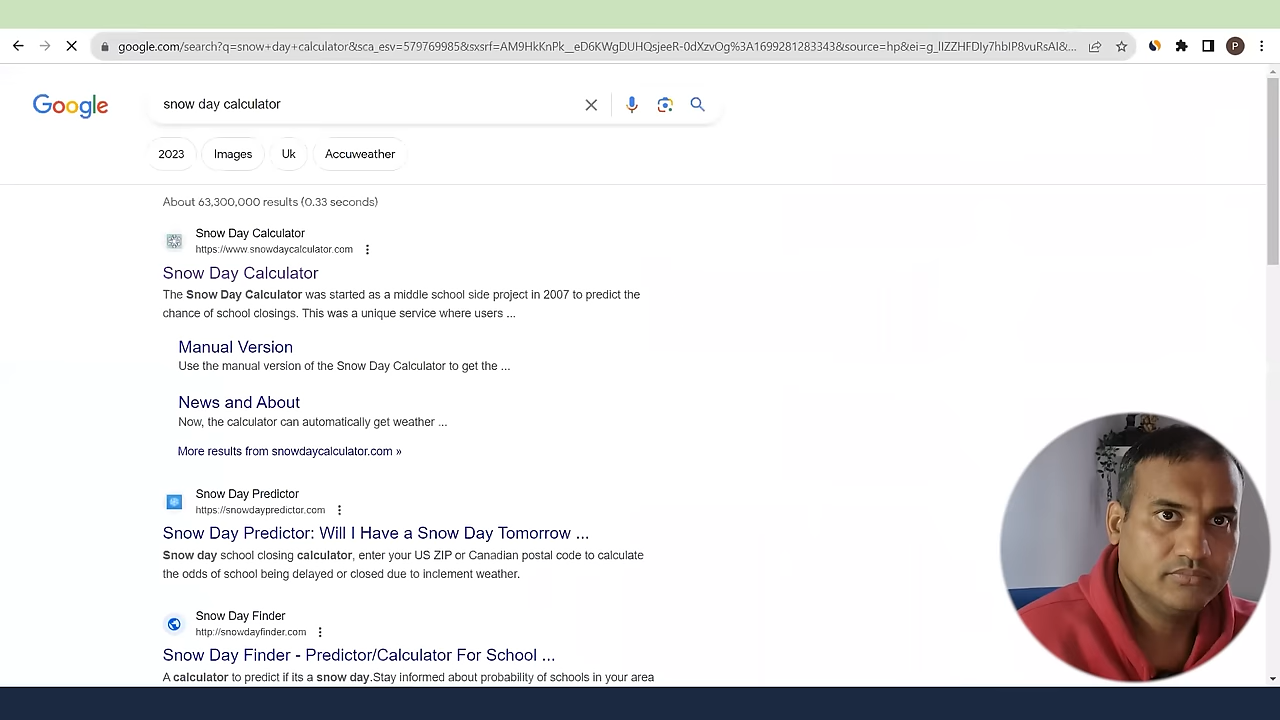 google.com/search?q=snow+day+calculator&sca_esv=579769983&sxsrf=AM9HkKnPk__eD6KWgDUHQsjeeR-0dXzvOg%3A1699281283343&source=hp&ei=g_lIZZHFDIy7hbIP8vuRsAI&...
P
Google
snow day calculator
2023
Images
Uk
Accuweather
About 63,300,000 results (0.33 seconds)
Snow Day Calculator
https://www.snowdaycalculator.com
Snow Day Calculator
The Snow Day Calculator was started as a middle school side project in 2007 to predict the
chance of school closings. This was a unique service where users ...
Manual Version
Use the manual version of the Snow Day Calculator to get the ...
News and About
Now, the calculator can automatically get weather ...
More results from snowdaycalculator.com »
Snow Day Predictor
https://snowdaypredictor.com
Snow Day Predictor: Will I Have a Snow Day Tomorrow ...
Snow day school closing calculator, enter your US ZIP or Canadian postal code to calculate
the odds of school being delayed or closed due to inclement weather.
Snow Day Finder
http://snowdayfinder.com
Snow Day Finder - Predictor/Calculator For School ...
A calculator to predict if its a snow day.Stay informed about probability of schools in your area